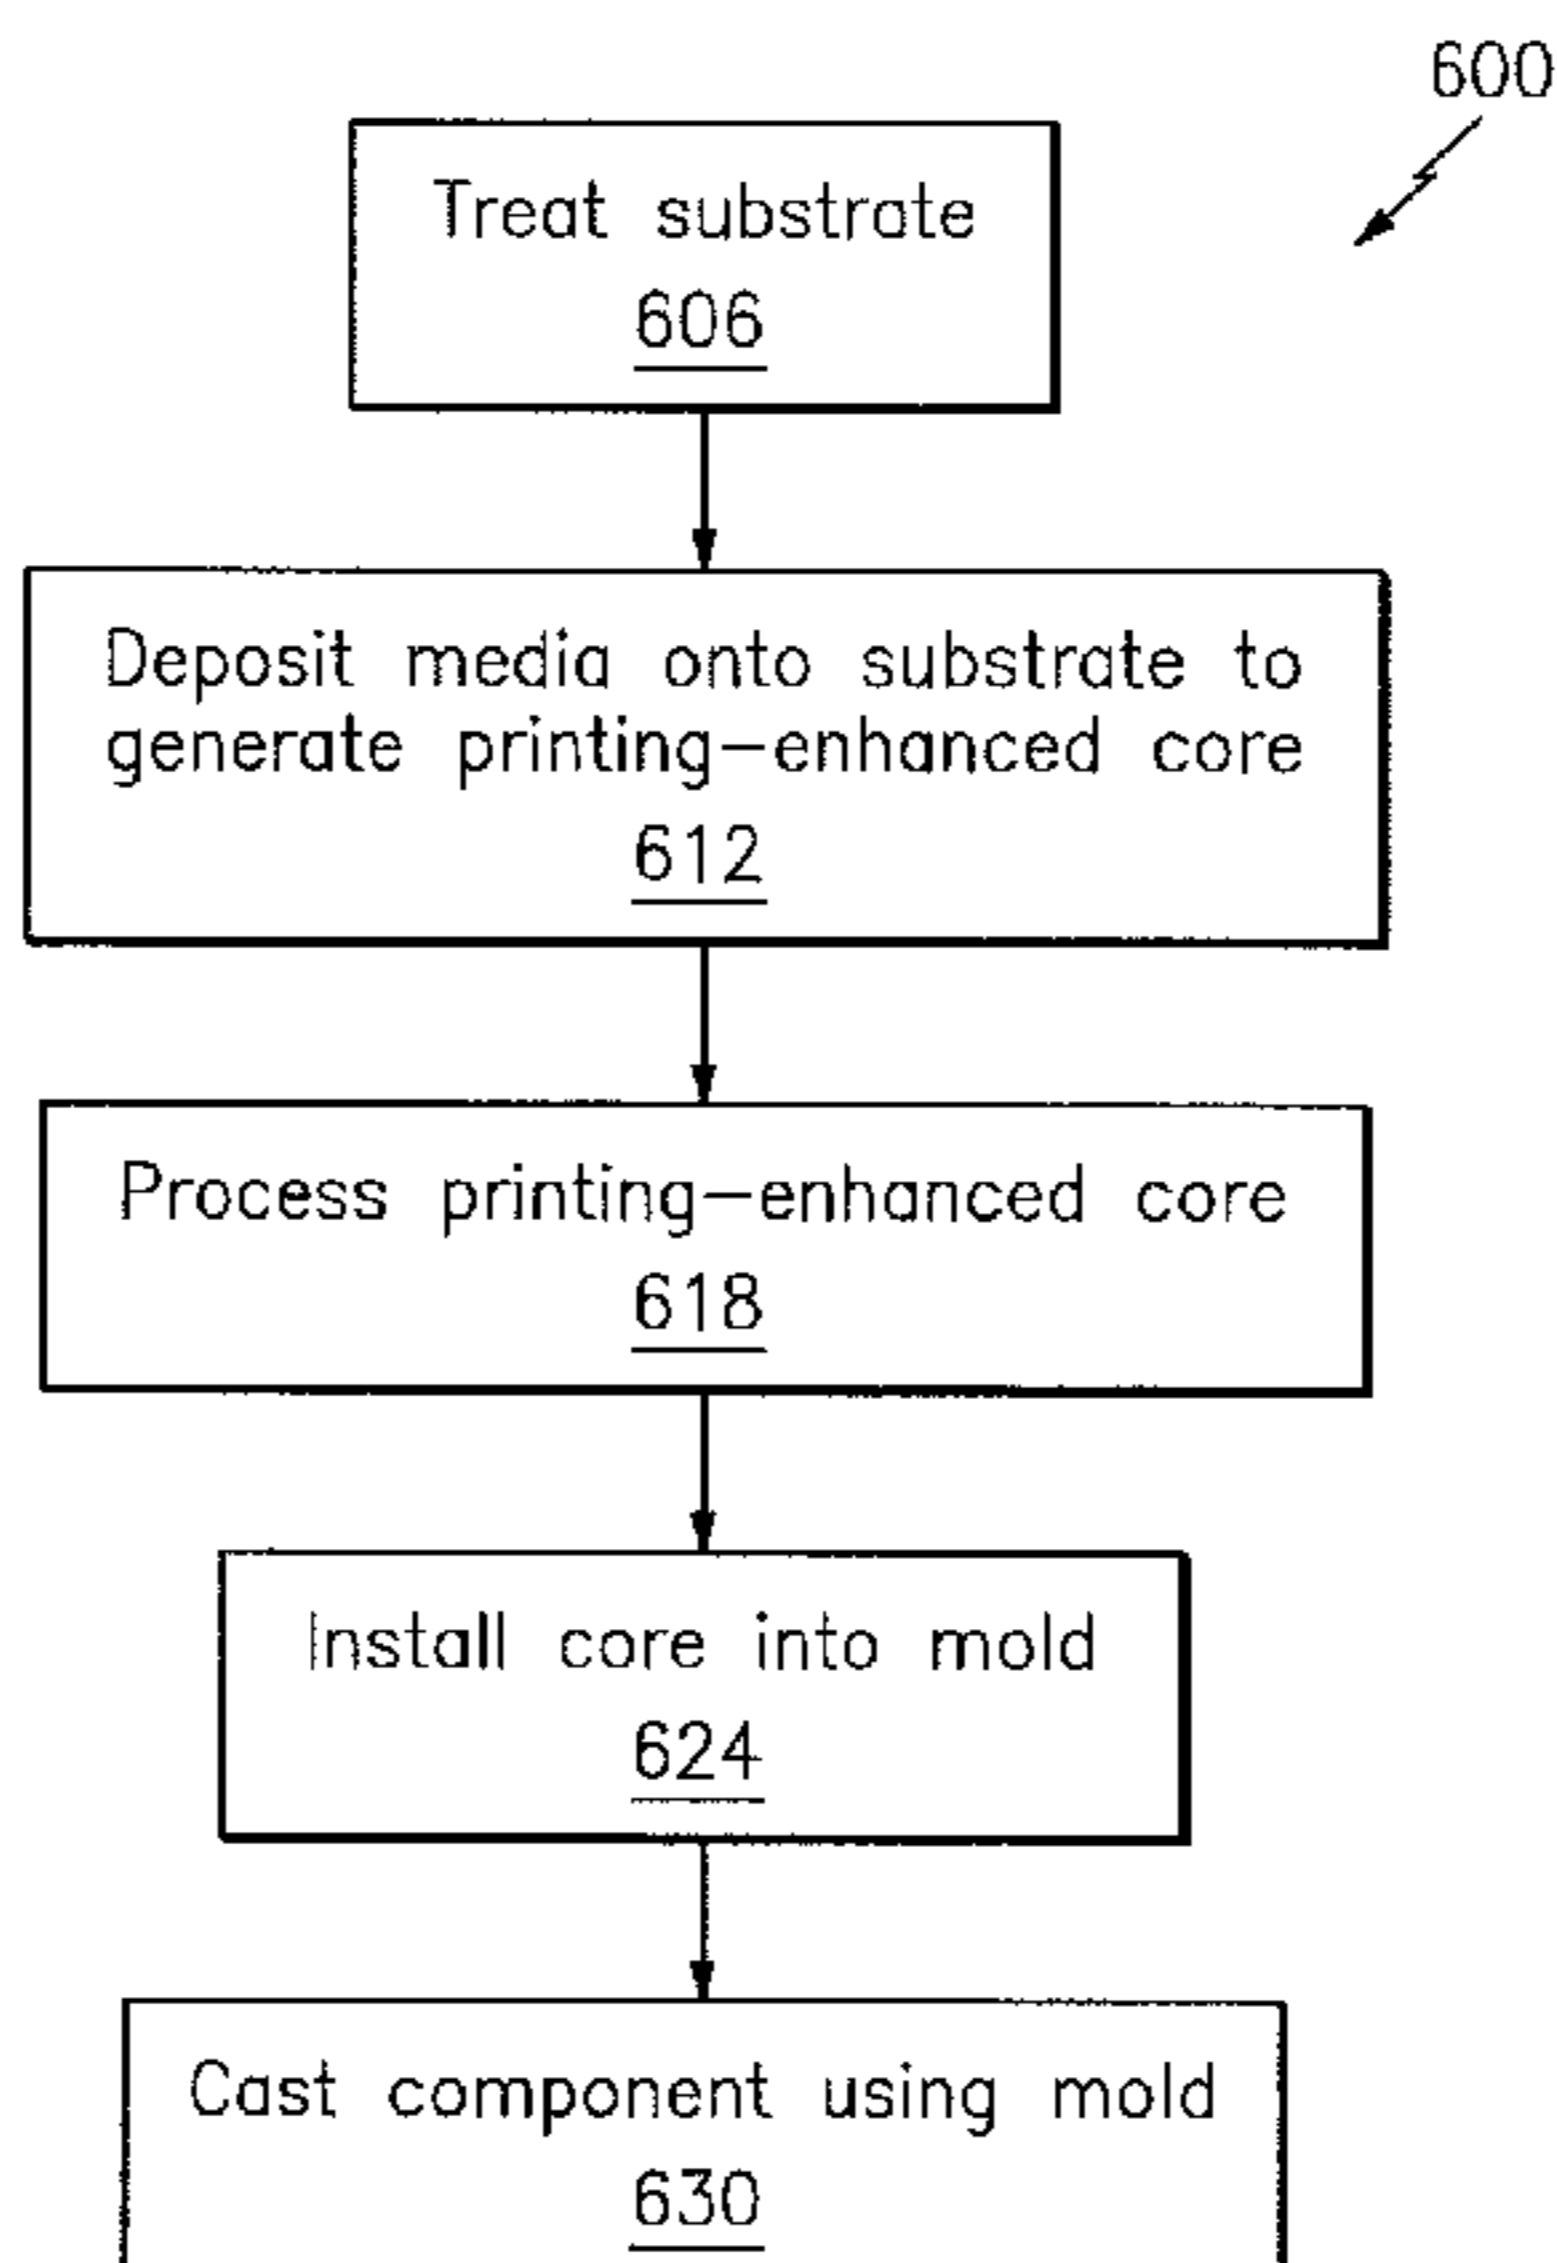 600
Treat substrate
606
Deposit media onto substrate to
generate printing-enhanced core
612
Process printing-enhanced core
618
Install core into mold
624
Cast component using mold
630